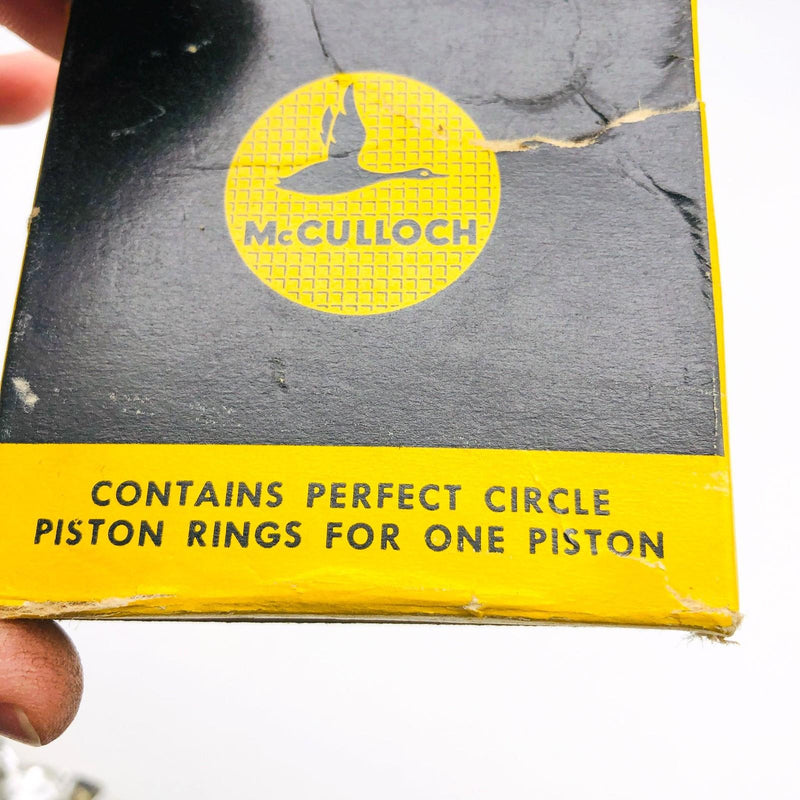 McCULLOCH
CONTAINS PERFECT CIRCLE
PISTON RINGS FOR ONE PISTON